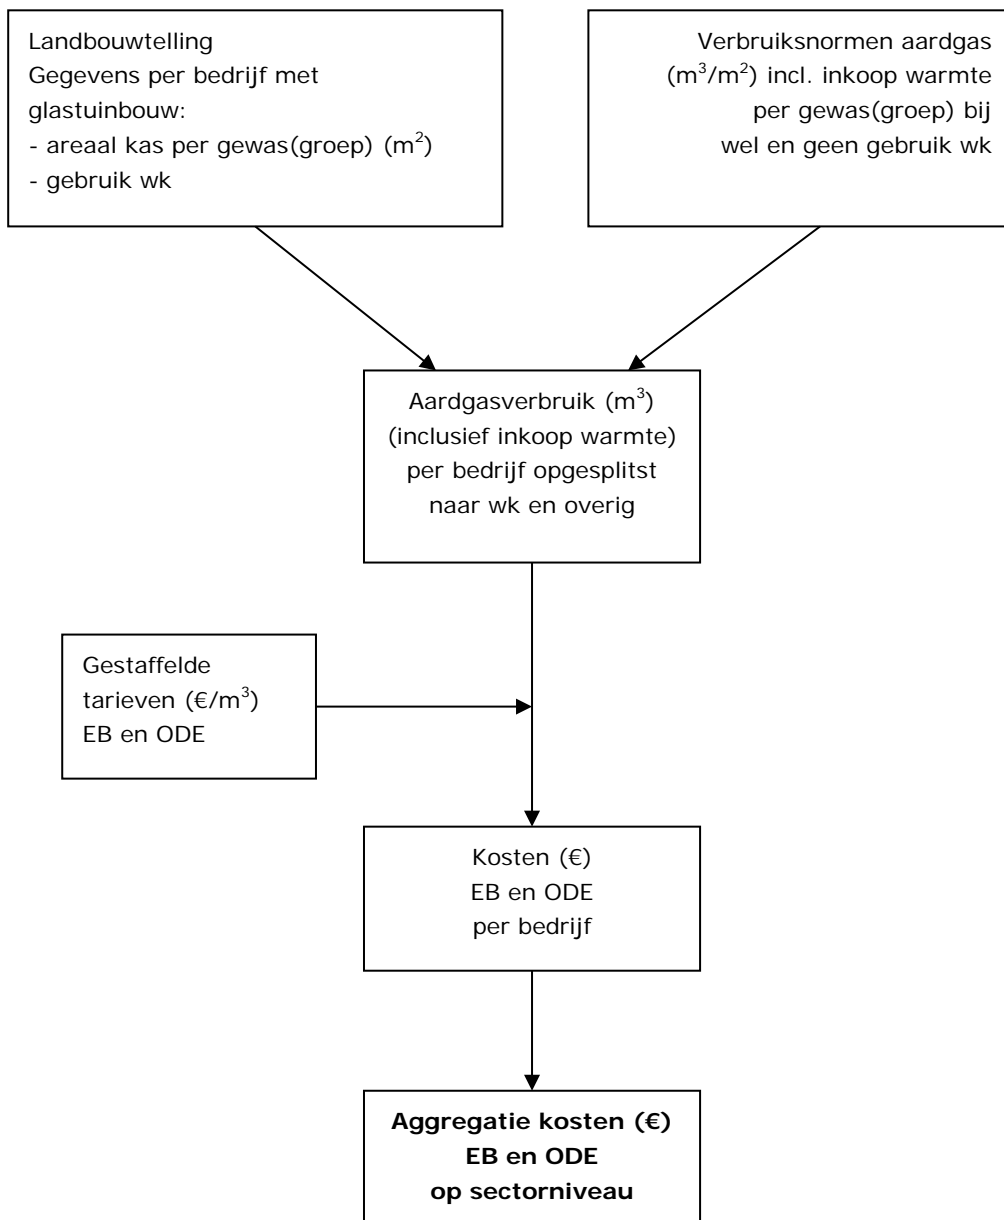 Landbouwtelling
Gegevens per bedrijf met
glastuinbouw:
- areaal kas per gewas(groep) (m²)
- gebruik wk
Verbruiksnormen aardgas
(m³/m²) incl. inkoop warmte
per gewas(groep) bij
wel en geen gebruik wk
Aardgasverbruik (m³)
(inclusief inkoop warmte)
per bedrijf opgesplitst
naar wk en overig
Gestaffelde
tarieven (€/m³)
EB en ODE
Kosten (€)
EB en ODE
per bedrijf
Aggregatie kosten (€)
EB en ODE
op sectorniveau